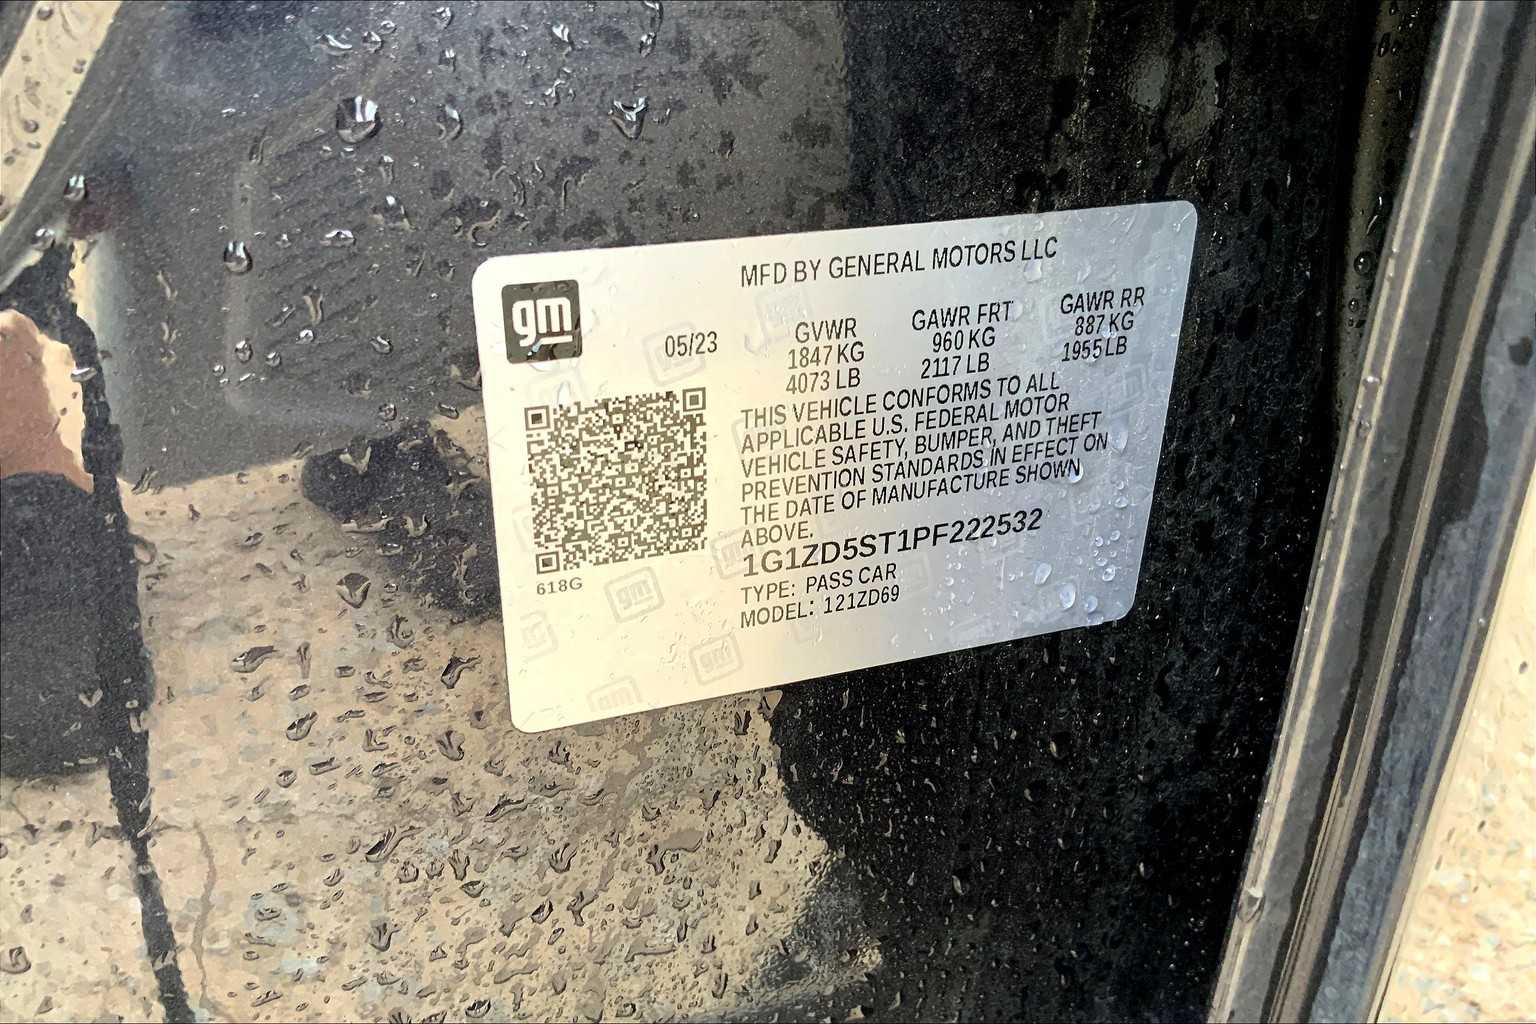 MFD BY GENERAL MOTORS LLC
gm
05/23
GVWR
1847 KG
4073 LB
GAWR FRT
960 KG
2117 LB
GAWR RR
887 KG
1955 LB
THIS VEHICLE CONFORMS TO ALL
APPLICABLE U.S. FEDERAL MOTOR
VEHICLE SAFETY, BUMPER, AND THEFT
PREVENTION STANDARDS IN EFFECT ON
THE DATE OF MANUFACTURE SHOWN
ABOVE.
1G1ZD5ST1PF222532
TYPE: PASS CAR
MODEL: 121ZD69
618G